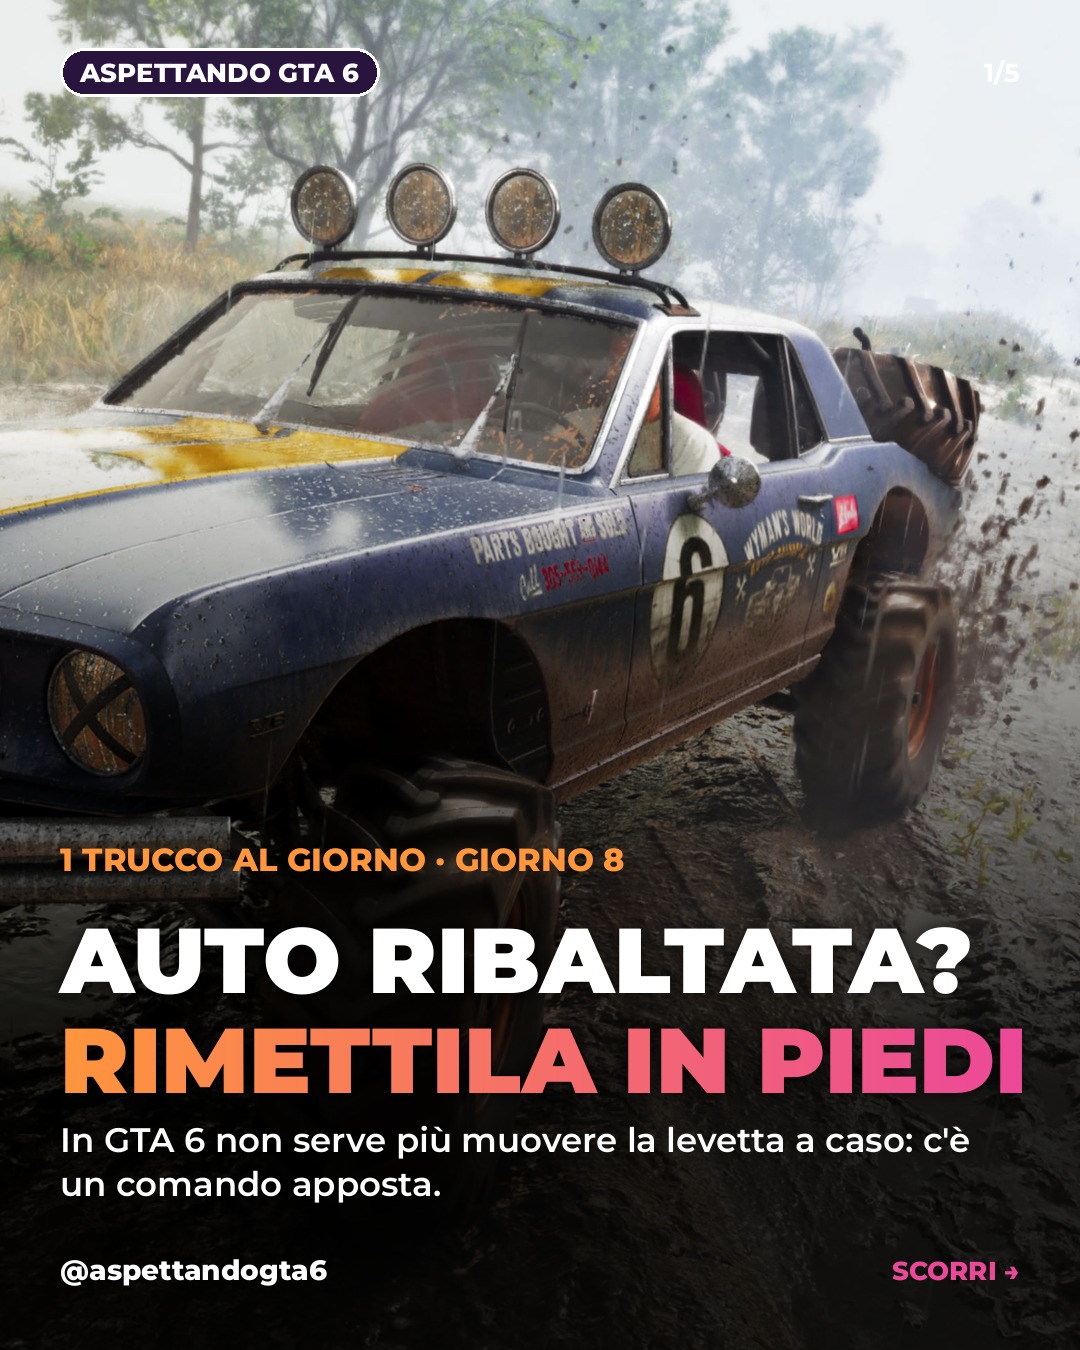 ASPETTANDO GTA 6
1/5
PARTS BOUGHT AND SOLD
Call
6
WYMAN'S WORLD
1 TRUCCO AL GIORNO · GIORNO 8
AUTO RIBALTATA?
RIMETTILA IN PIEDI
In GTA 6 non serve più muovere la levetta a caso: c'è
un comando apposta.
@aspettandogta6
SCORRI →